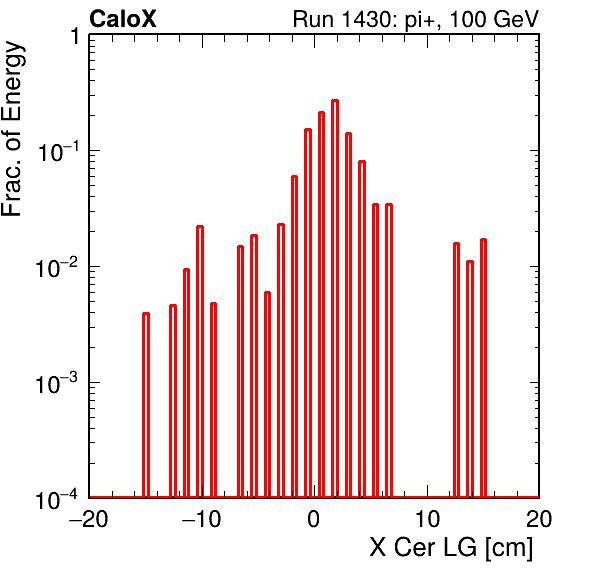 CaloX Run 1430: pi+, 100 GeV
Frac. of Energy
1
10⁻¹
10⁻²
10⁻³
10⁻⁴
−20 −10 0 10 20
X Cer LG [cm]